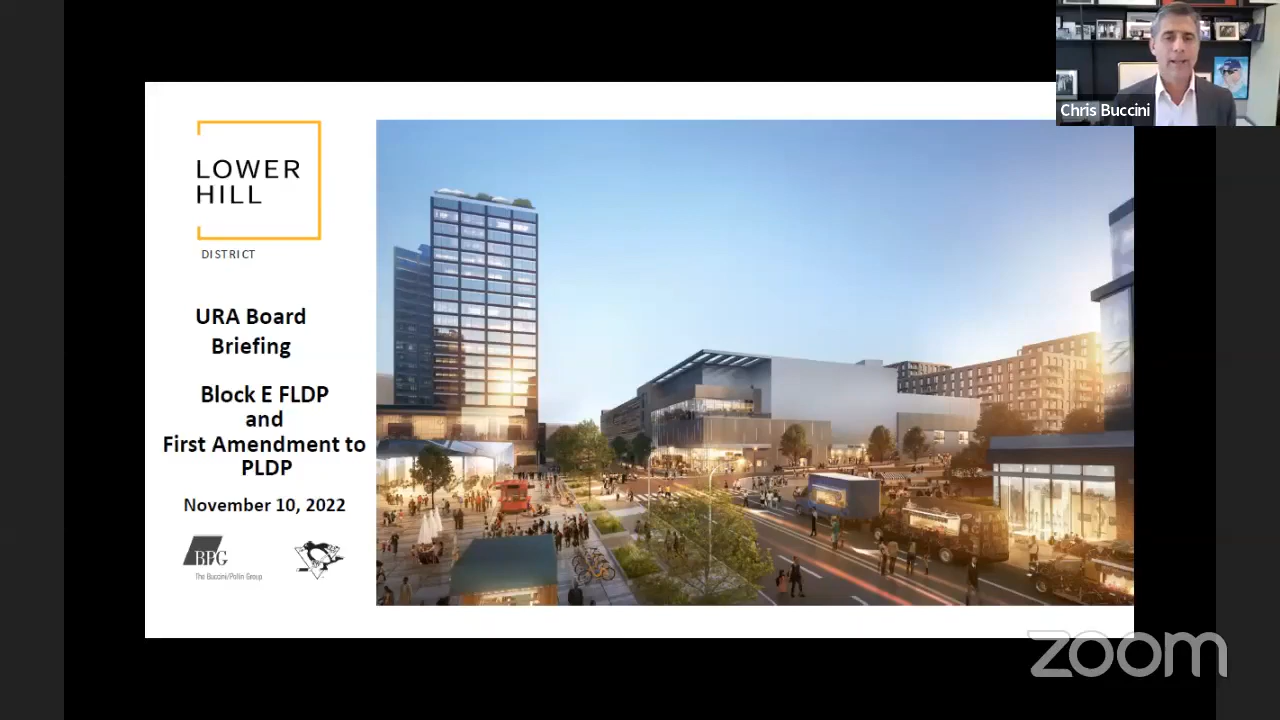 Chris Buccini
LOWER
HILL
DISTRICT
URA Board
Briefing
Block E FLDP
and
First Amendment to
PLDP
November 10, 2022
BPG
The Buccini/Pollin Group
zoom